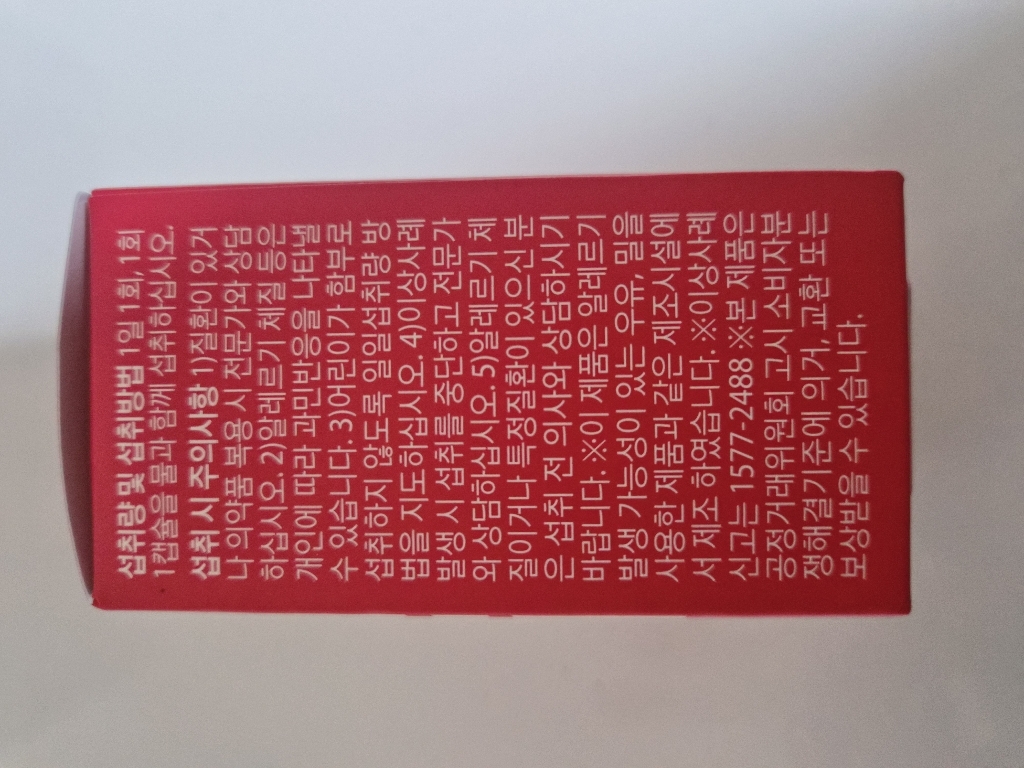 섭취량 및 섭취방법 1일 1회, 1회
1캡슐을 물과 함께 섭취하십시오.
섭취 시 주의사항 1)질환이 있거
나 의약품 복용 시 전문가와 상담
하십시오. 2)알레르기 체질 등은
개인에 따라 과민반응을 나타낼
수 있습니다. 3)어린이가 함부로
섭취하지 않도록 일일섭취량 방
법을 지도하십시오. 4)이상사례
발생 시 섭취를 중단하고 전문가
와 상담하십시오. 5)알레르기 체
질이거나 특정질환이 있으신 분
은 섭취 전 의사와 상담하시기
바랍니다. ※이 제품은 알레르기
발생 가능성이 있는 우유, 밀을
사용한 제품과 같은 제조시설에
서 제조 하였습니다. ※이상사례
신고는 1577-2488 ※본 제품은
공정거래위원회 고시 소비자분
쟁해결기준에 의거, 교환 또는
보상받을 수 있습니다.